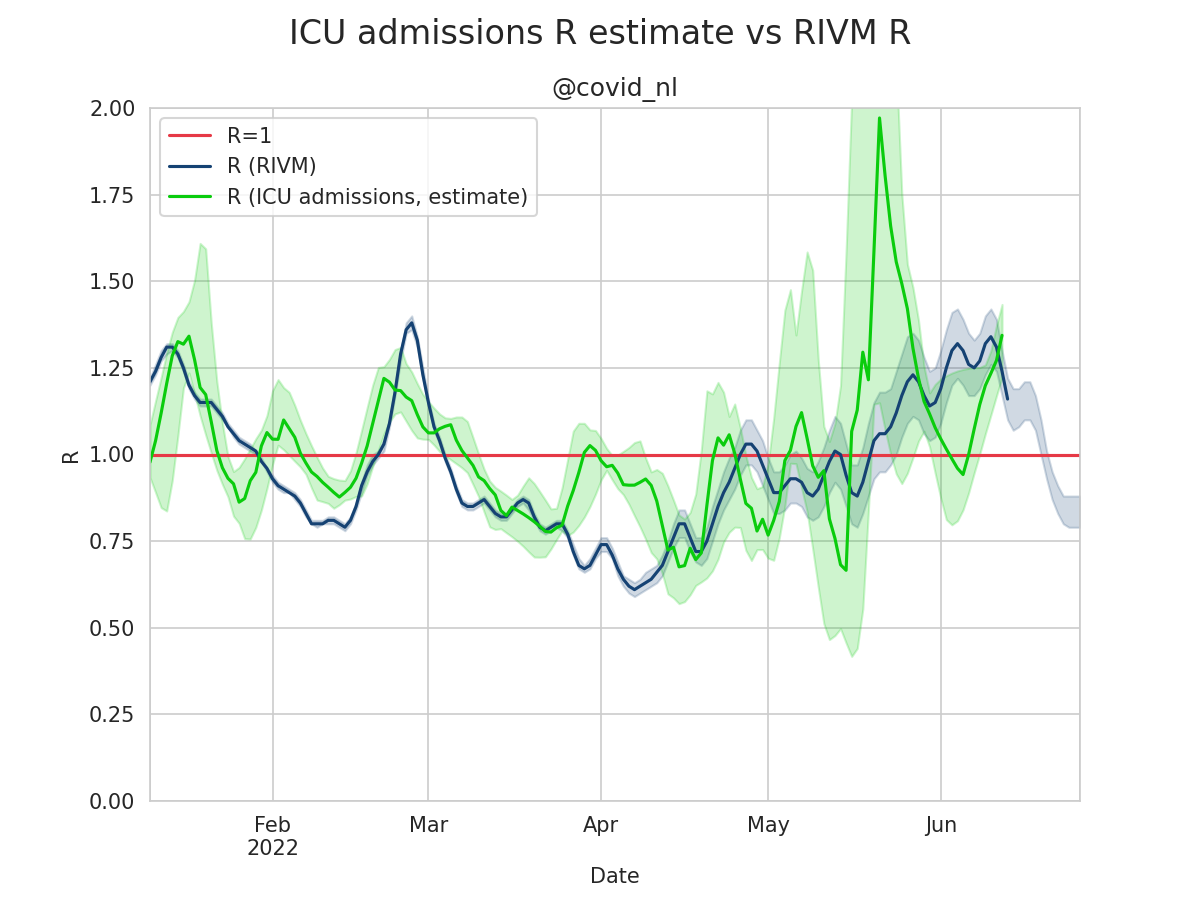 ICU admissions R estimate vs RIVM R
@covid_nl
R=1
R (RIVM)
R (ICU admissions, estimate)
2.00
1.75
1.50
1.25
1.00
0.75
0.50
0.25
0.00
R
Feb
2022
Mar
Apr
May
Jun
Date